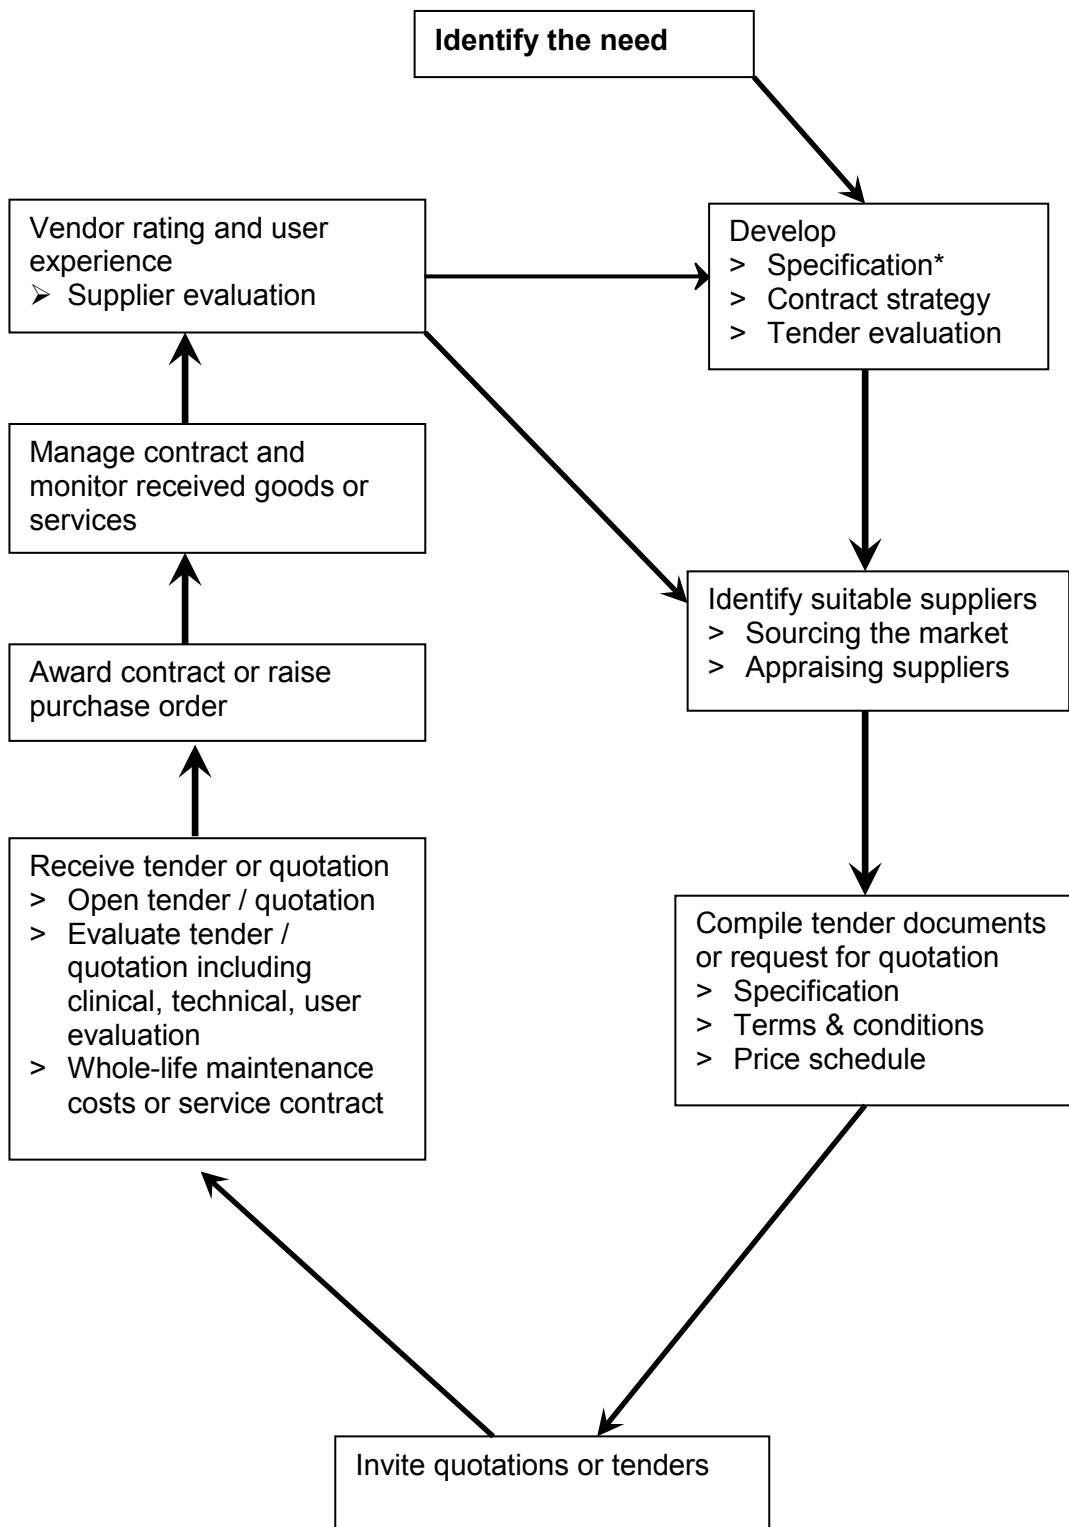 Identify the need
Vendor rating and user
experience
➢ Supplier evaluation
Develop
> Specification*
> Contract strategy
> Tender evaluation
Manage contract and
monitor received goods or
services
Identify suitable suppliers
> Sourcing the market
> Appraising suppliers
Award contract or raise
purchase order
Receive tender or quotation
> Open tender / quotation
> Evaluate tender /
quotation including
clinical, technical, user
evaluation
> Whole-life maintenance
costs or service contract
Compile tender documents
or request for quotation
> Specification
> Terms & conditions
> Price schedule
Invite quotations or tenders